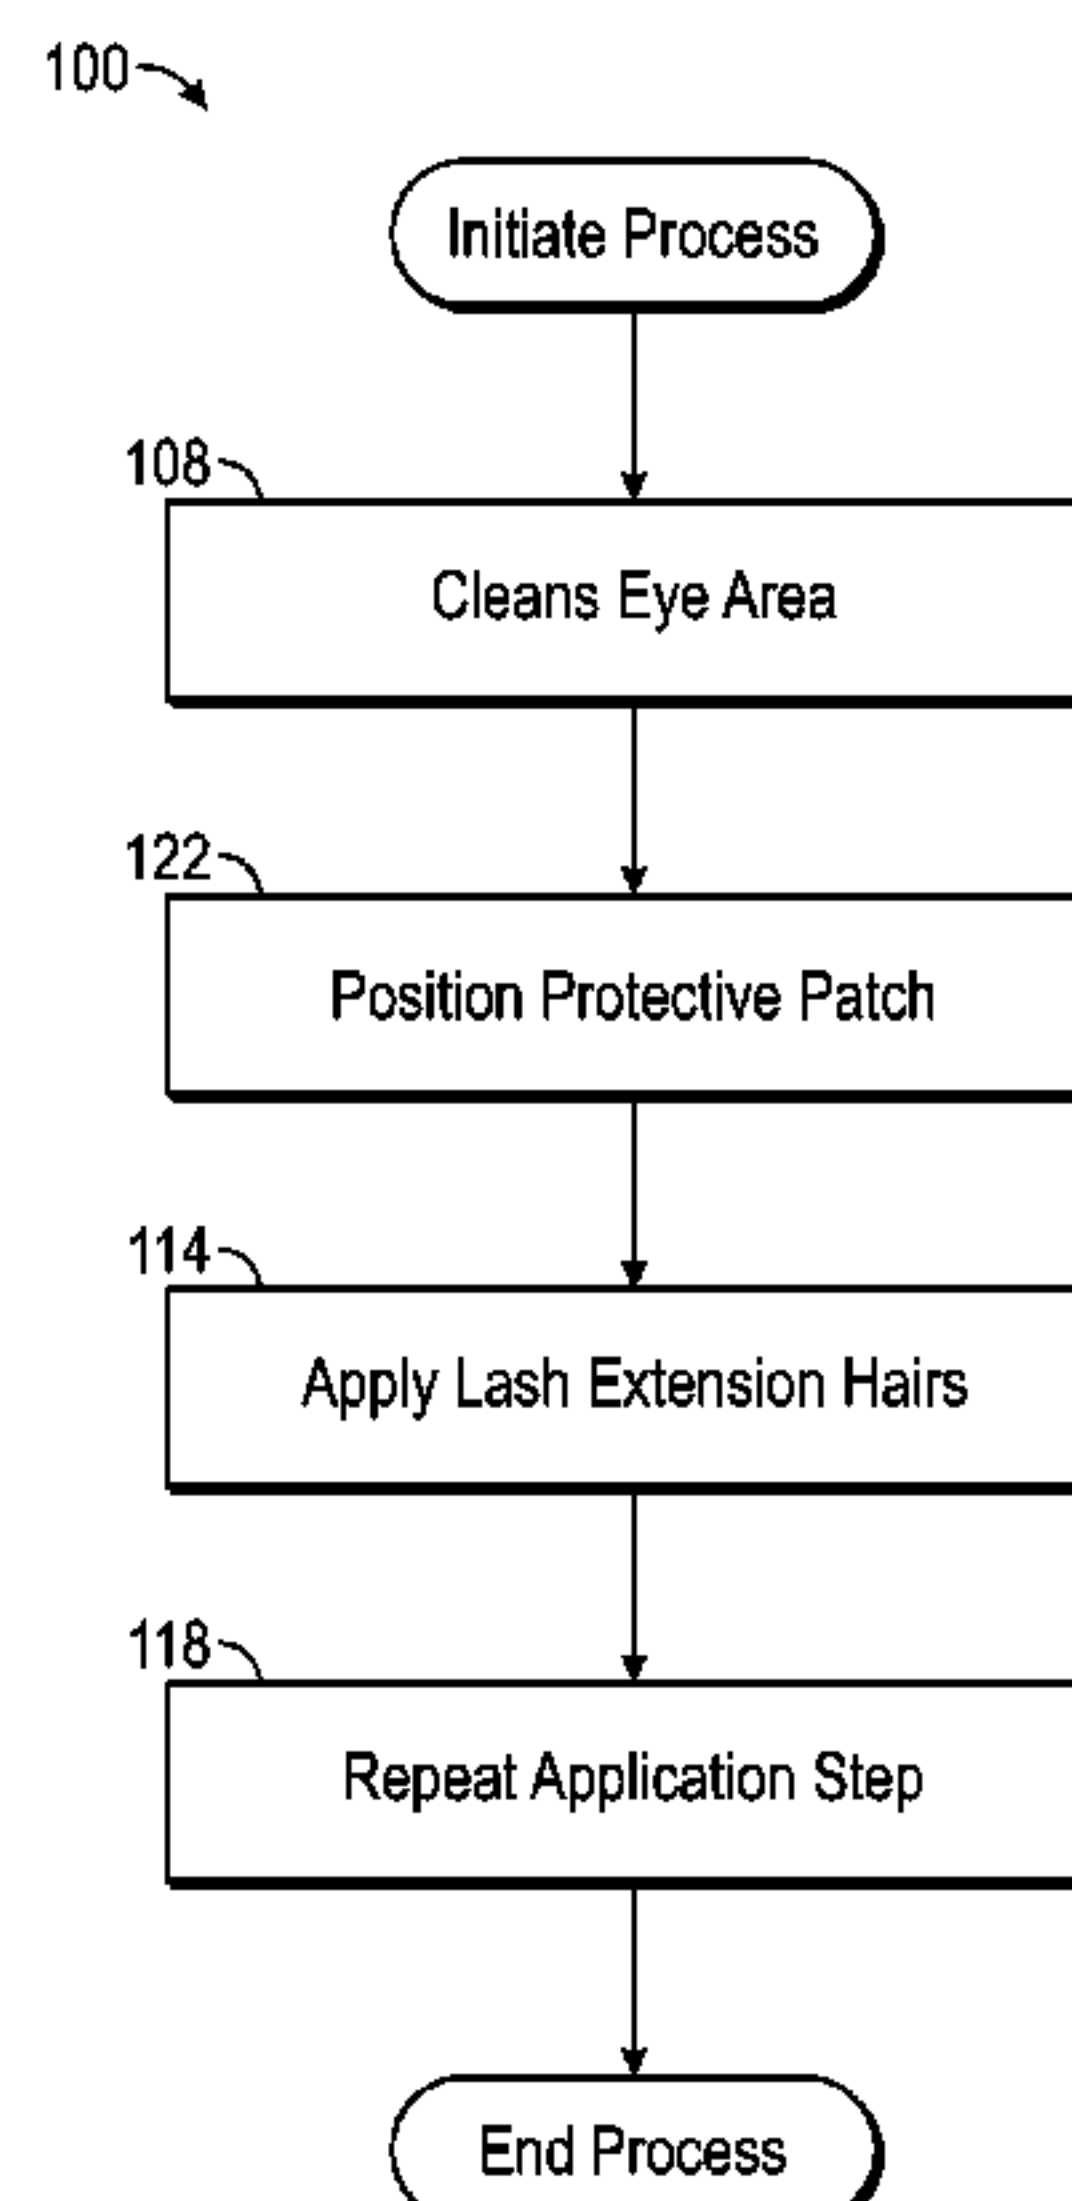 100
Initiate Process
108
Cleans Eye Area
122
Position Protective Patch
114
Apply Lash Extension Hairs
118
Repeat Application Step
End Process